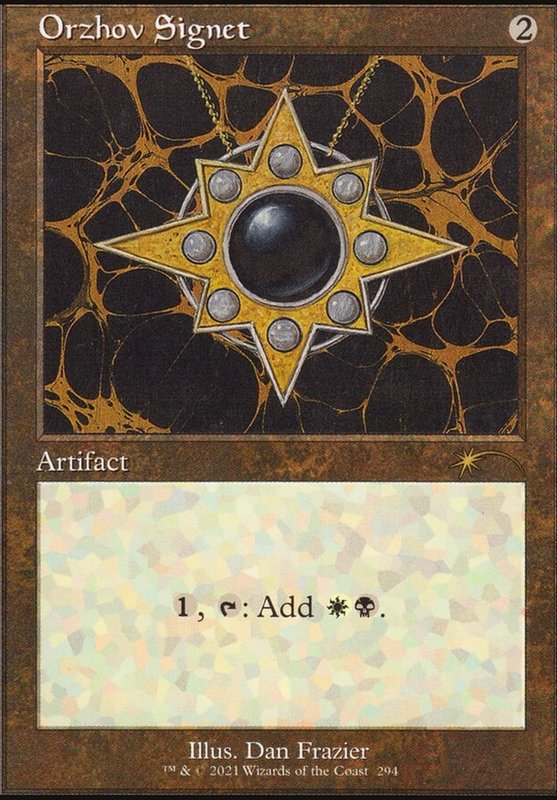 Orzhov Signet 2
Artifact
1, : Add .
Illus. Dan Frazier
™ & © 2021 Wizards of the Coast 294